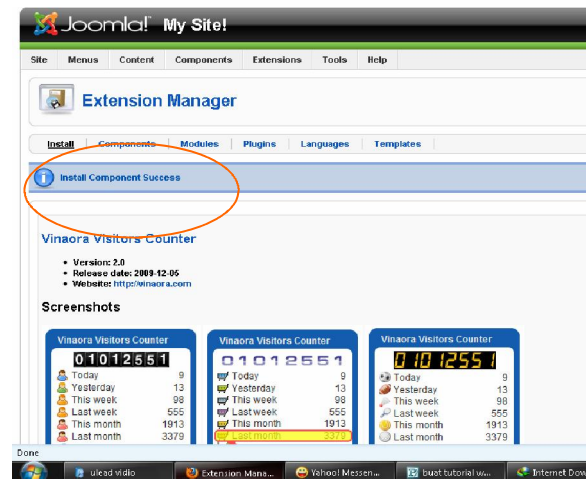 Joomla! My Site!
Site Menus Content Components Extensions Tools Help
Extension Manager
Install Components Modules Plugins Languages Templates
Install Component Success
Vinaora Visitors Counter
Version: 2.0
Release date: 2009-12-05
Website: http://vinaora.com
Screenshots
Vinaora Visitors Counter
01012551
Today 9
Yesterday 13
This week 98
Last week 555
This month 1913
Last month 3379
Vinaora Visitors Counter
01012551
Today 9
Yesterday 13
This week 98
Last week 555
This month 1913
Last month 3379
Vinaora Visitors Counter
01012551
Today 9
Yesterday 13
This week 98
Last week 555
This month 1913
Last month 3379
Done
ulead vidio Extension Mana... Yahoo! Messen... buat tutorial w... Internet Dow